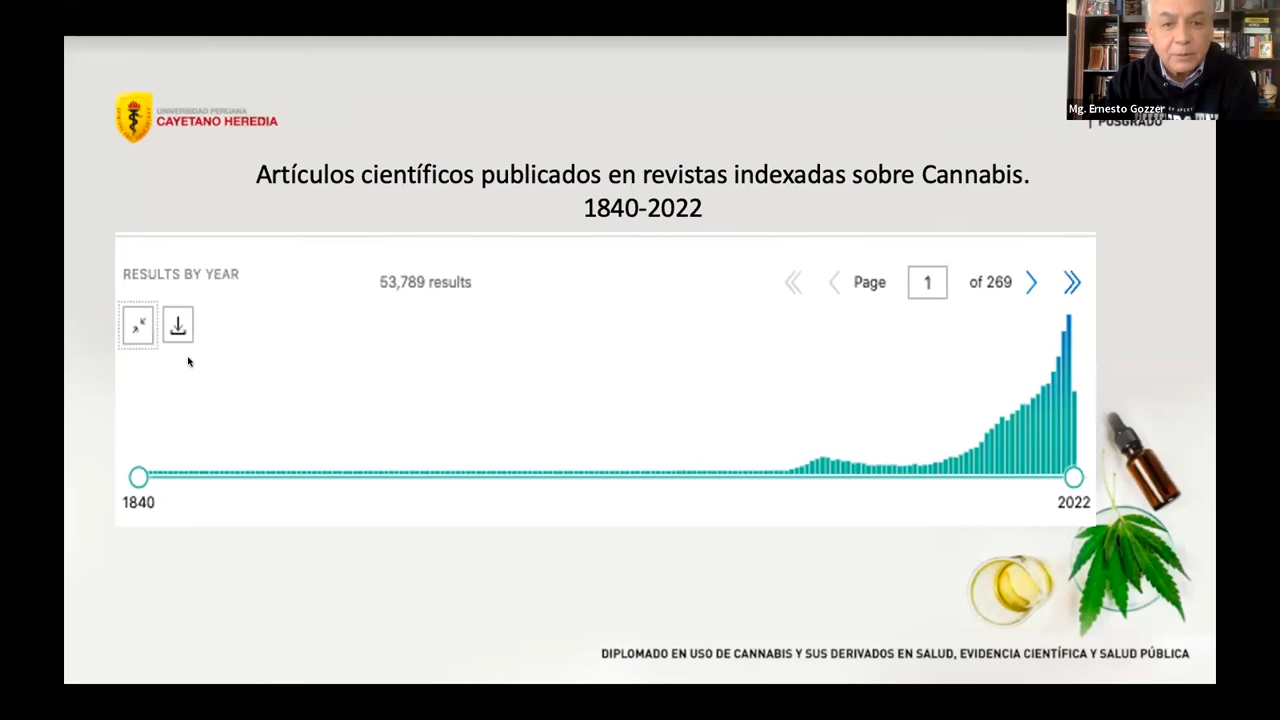 Mg. Ernesto Gozzer
UNIVERSIDAD PERUANA
CAYETANO HEREDIA
POSGRADO
Artículos científicos publicados en revistas indexadas sobre Cannabis.
1840-2022
RESULTS BY YEAR
53,789 results
Page 1 of 269
1840
2022
DIPLOMADO EN USO DE CANNABIS Y SUS DERIVADOS EN SALUD, EVIDENCIA CIENTÍFICA Y SALUD PÚBLICA